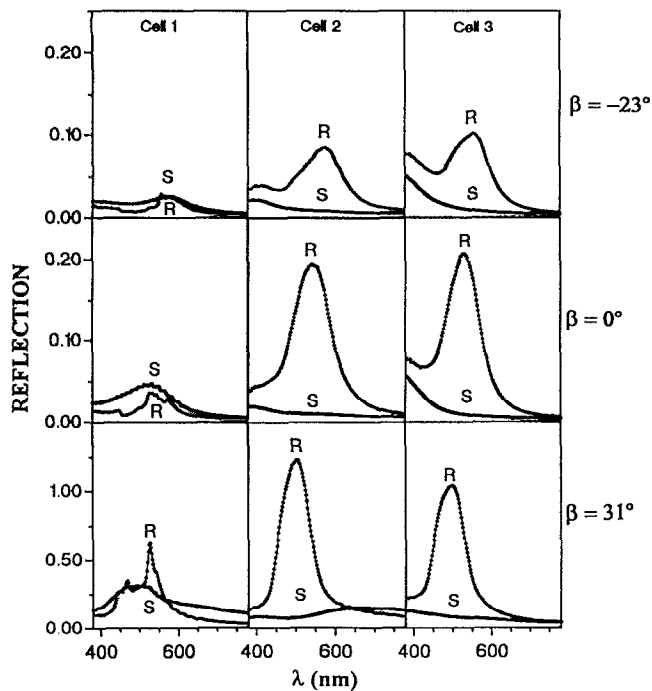 Cell 1 Cell 2 Cell 3
0.20
R
β = −23°
0.10
R
S
S
S
R
0.00
R
R
0.20
β = 0°
0.10
S
S
S
R
0.00
R
R
1.00
β = 31°
R
0.50
S
S
S
0.00
400 600 400 600 400 600
λ (nm)
REFLECTION